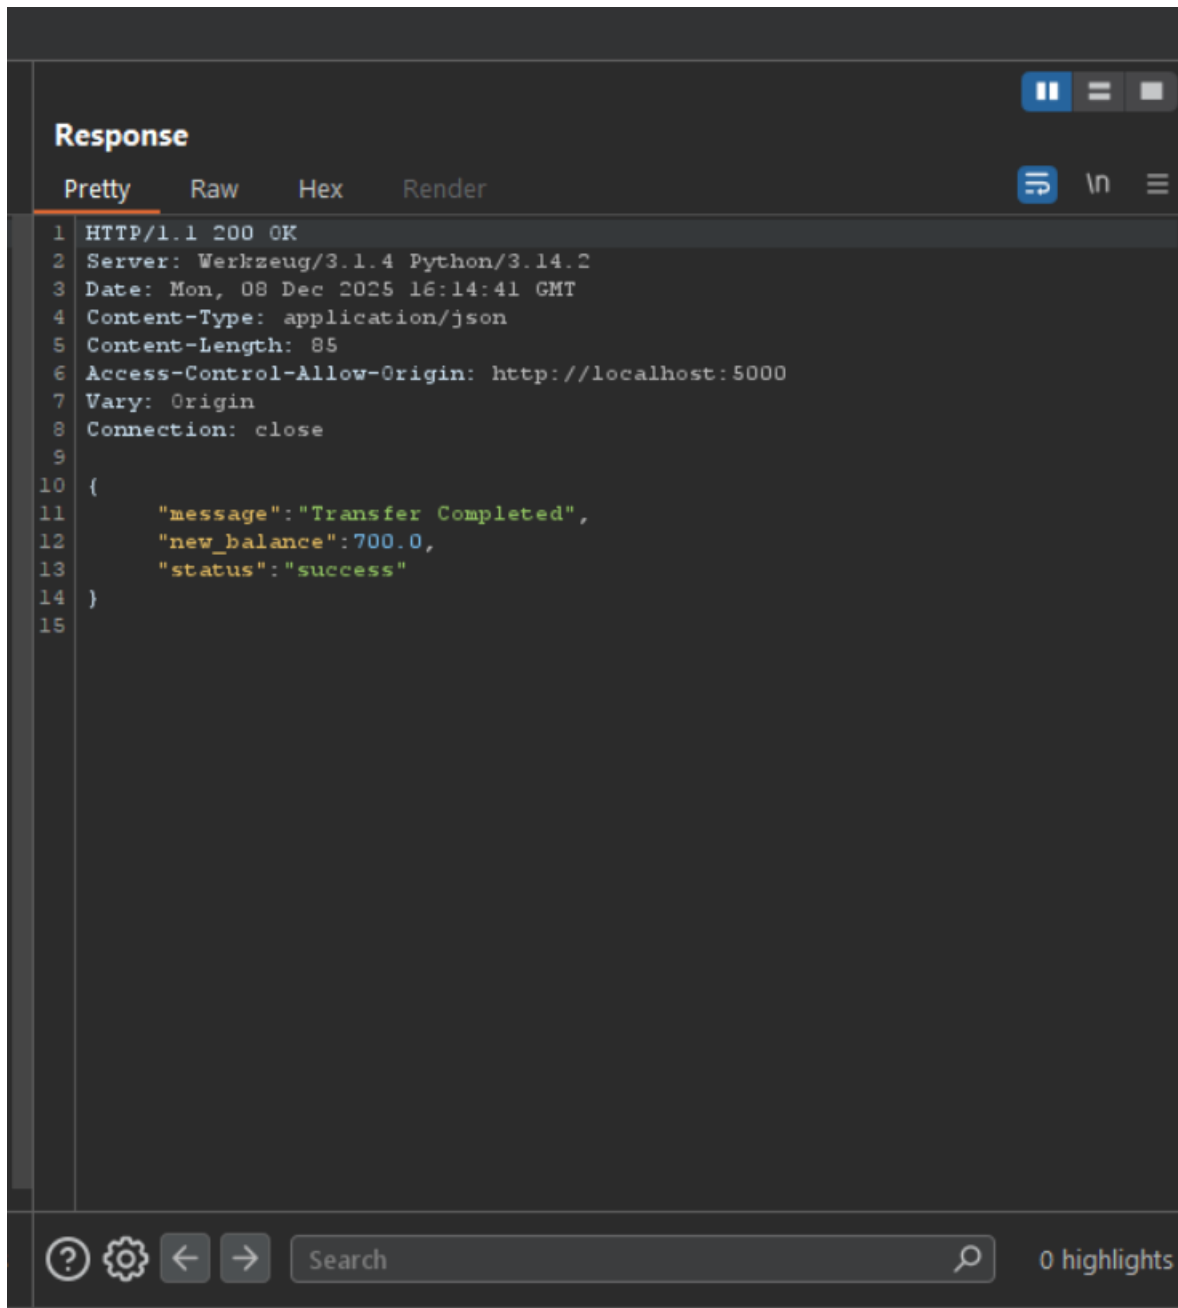 Response
Pretty Raw Hex Render
\n
1 HTTP/1.1 200 OK
2 Server: Werkzeug/3.1.4 Python/3.14.2
3 Date: Mon, 08 Dec 2025 16:14:41 GMT
4 Content-Type: application/json
5 Content-Length: 85
6 Access-Control-Allow-Origin: http://localhost:5000
7 Vary: Origin
8 Connection: close
9
10 {
11 "message":"Transfer Completed",
12 "new_balance":700.0,
13 "status":"success"
14 }
15
Search
0 highlights